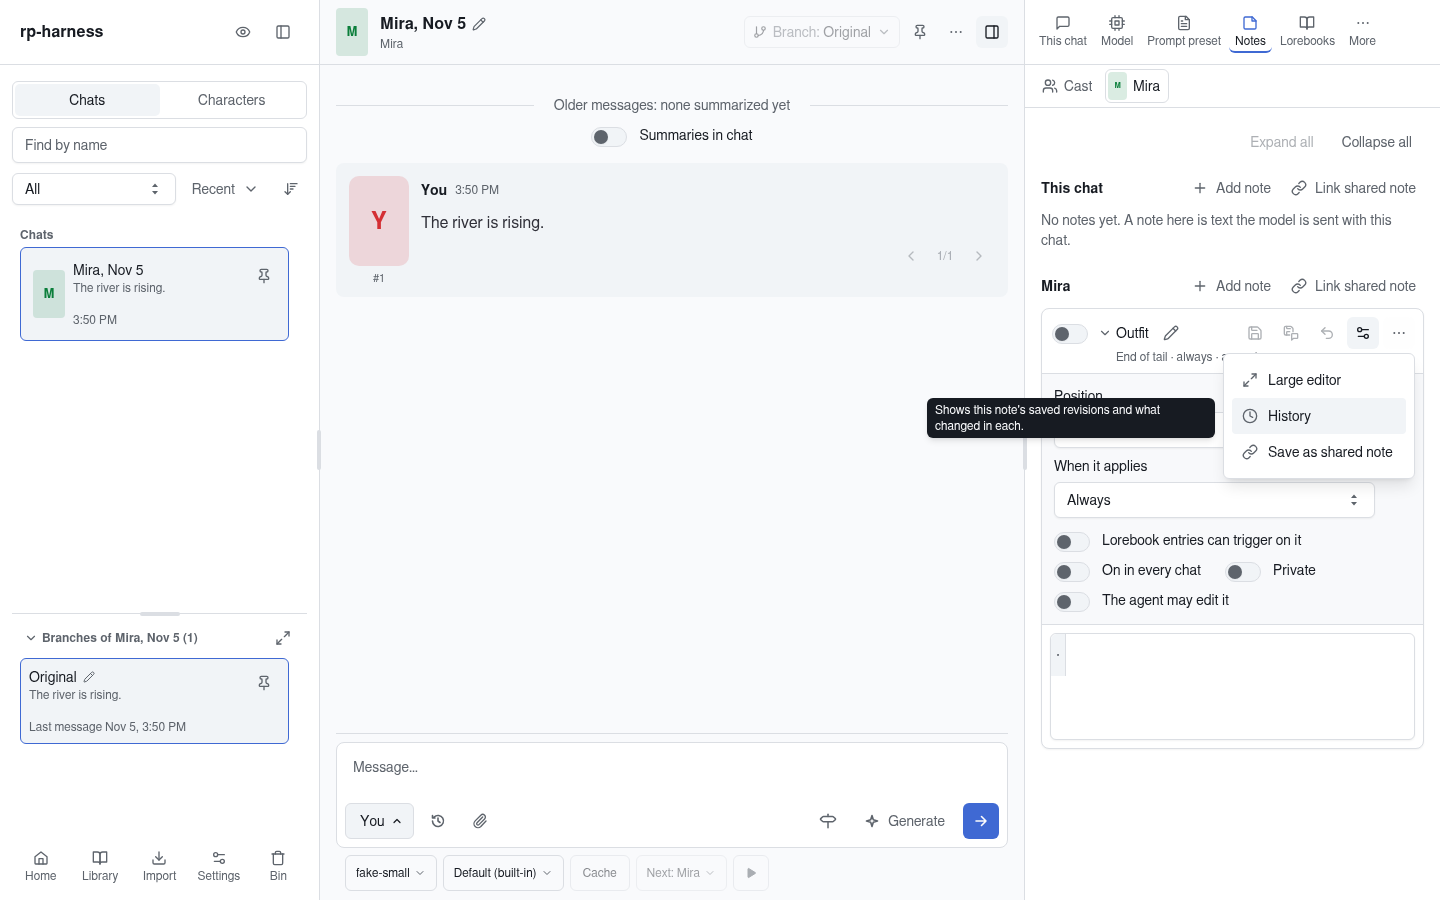 rp-harness
Chats
Characters
Find by name
All
Recent
Chats
M
Mira, Nov 5
The river is rising.
3:50 PM
Branches of Mira, Nov 5 (1)
Original
The river is rising.
Last message Nov 5, 3:50 PM
Home
Library
Import
Settings
Bin
M
Mira, Nov 5
Mira
Branch: Original
Older messages: none summarized yet
Summaries in chat
Y
You 3:50 PM
The river is rising.
1/1
#1
Message...
You
Generate
fake-small
Default (built-in)
Cache
Next: Mira
This chat
Model
Prompt preset
Notes
Lorebooks
More
Cast
M
Mira
Expand all
Collapse all
This chat
Add note
Link shared note
No notes yet. A note here is text the model is sent with this
chat.
Mira
Add note
Link shared note
Outfit
End of tail · always ·
Large editor
History
Save as shared note
Position
Shows this note's saved revisions and what
changed in each.
When it applies
Always
Lorebook entries can trigger on it
On in every chat
Private
The agent may edit it